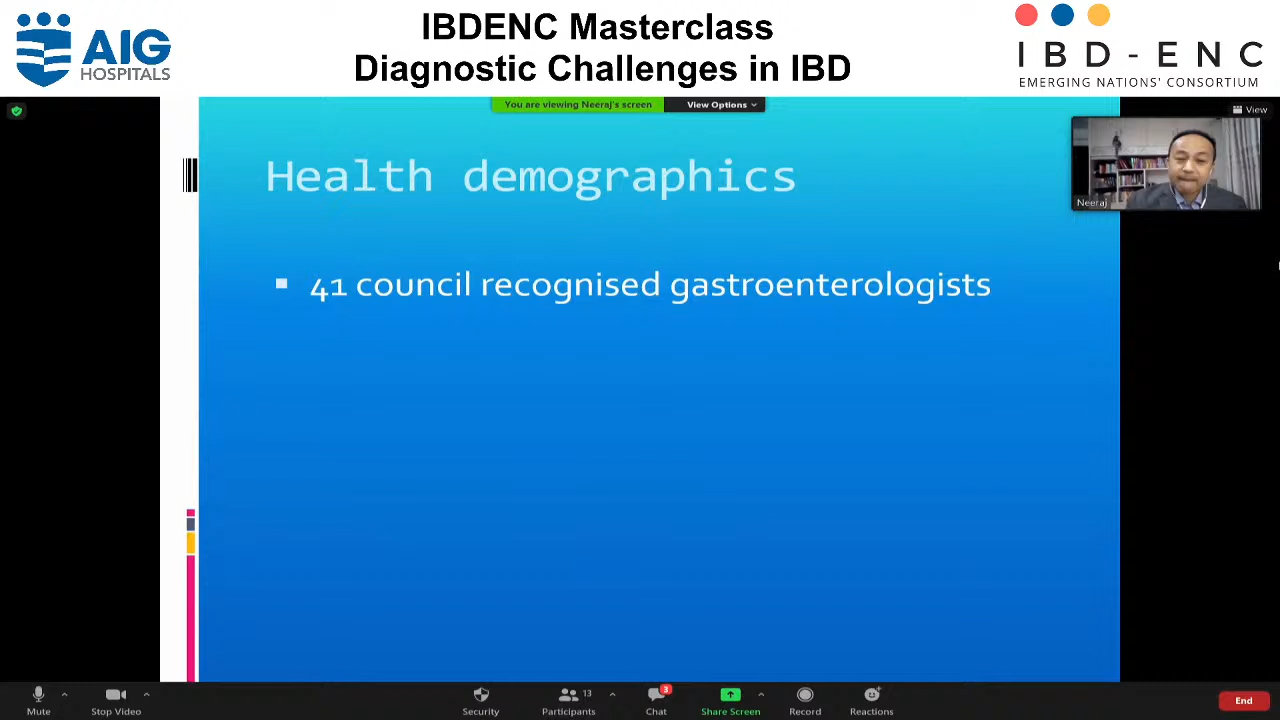 AIG
HOSPITALS
IBDENC Masterclass
Diagnostic Challenges in IBD
IBD-ENC
EMERGING NATIONS' CONSORTIUM
You are viewing Neeraj's screen
View Options
View
Health demographics
Neeraj
41 council recognised gastroenterologists
Mute
Stop Video
Security
13
Participants
3
Chat
Share Screen
Record
Reactions
End